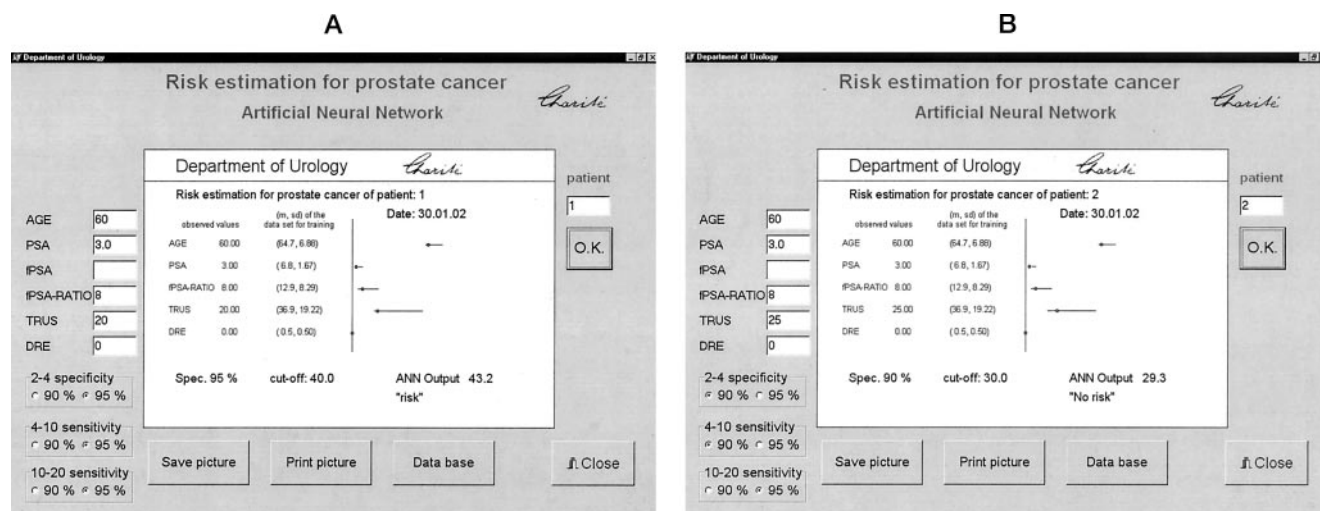 A
Department of Urology
Risk estimation for prostate cancer
Artificial Neural Network
Charité
Department of Urology Charité
Risk estimation for prostate cancer of patient: 1
observed values (m, sd) of the data set for training Date: 30.01.02
AGE 60.00 (64.7, 6.88)
PSA 3.00 (6.8, 1.67)
fPSA-RATIO 8.00 (12.9, 8.29)
TRUS 20.00 (36.9, 19.22)
DRE 0.00 (0.5, 0.50)
Spec. 95 % cut-off: 40.0 ANN Output 43.2
"risk"
AGE 60
PSA 3.0
fPSA
fPSA-RATIO 8
TRUS 20
DRE 0
patient
1
O.K.
2-4 specificity
90 % 95 %
4-10 sensitivity
90 % 95 %
10-20 sensitivity
90 % 95 %
Save picture Print picture Data base Close
B
Department of Urology
Risk estimation for prostate cancer
Artificial Neural Network
Charité
Department of Urology Charité
Risk estimation for prostate cancer of patient: 2
observed values (m, sd) of the data set for training Date: 30.01.02
AGE 60.00 (64.7, 6.88)
PSA 3.00 (6.8, 1.67)
fPSA-RATIO 8.00 (12.9, 8.29)
TRUS 25.00 (36.9, 19.22)
DRE 0.00 (0.5, 0.50)
Spec. 90 % cut-off: 30.0 ANN Output 29.3
"No risk"
AGE 60
PSA 3.0
fPSA
fPSA-RATIO 8
TRUS 25
DRE 0
patient
2
O.K.
2-4 specificity
90 % 95 %
4-10 sensitivity
90 % 95 %
10-20 sensitivity
90 % 95 %
Save picture Print picture Data base Close